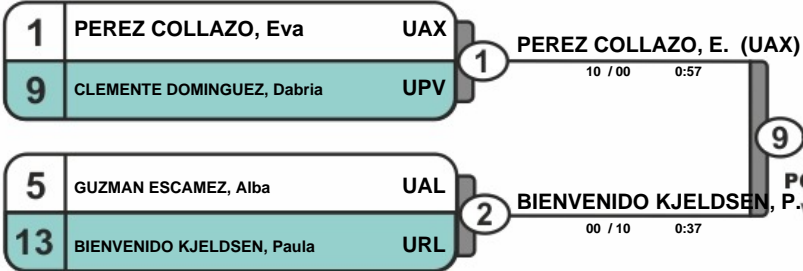 1 PEREZ COLLAZO, Eva UAX
9 CLEMENTE DOMINGUEZ, Dabria UPV
1
PEREZ COLLAZO, E. (UAX)
10 / 00 0:57
5 GUZMAN ESCAMEZ, Alba UAL
13 BIENVENIDO KJELDSEN, Paula URL
2
BIENVENIDO KJELDSEN, P.
00 / 10 0:37
9